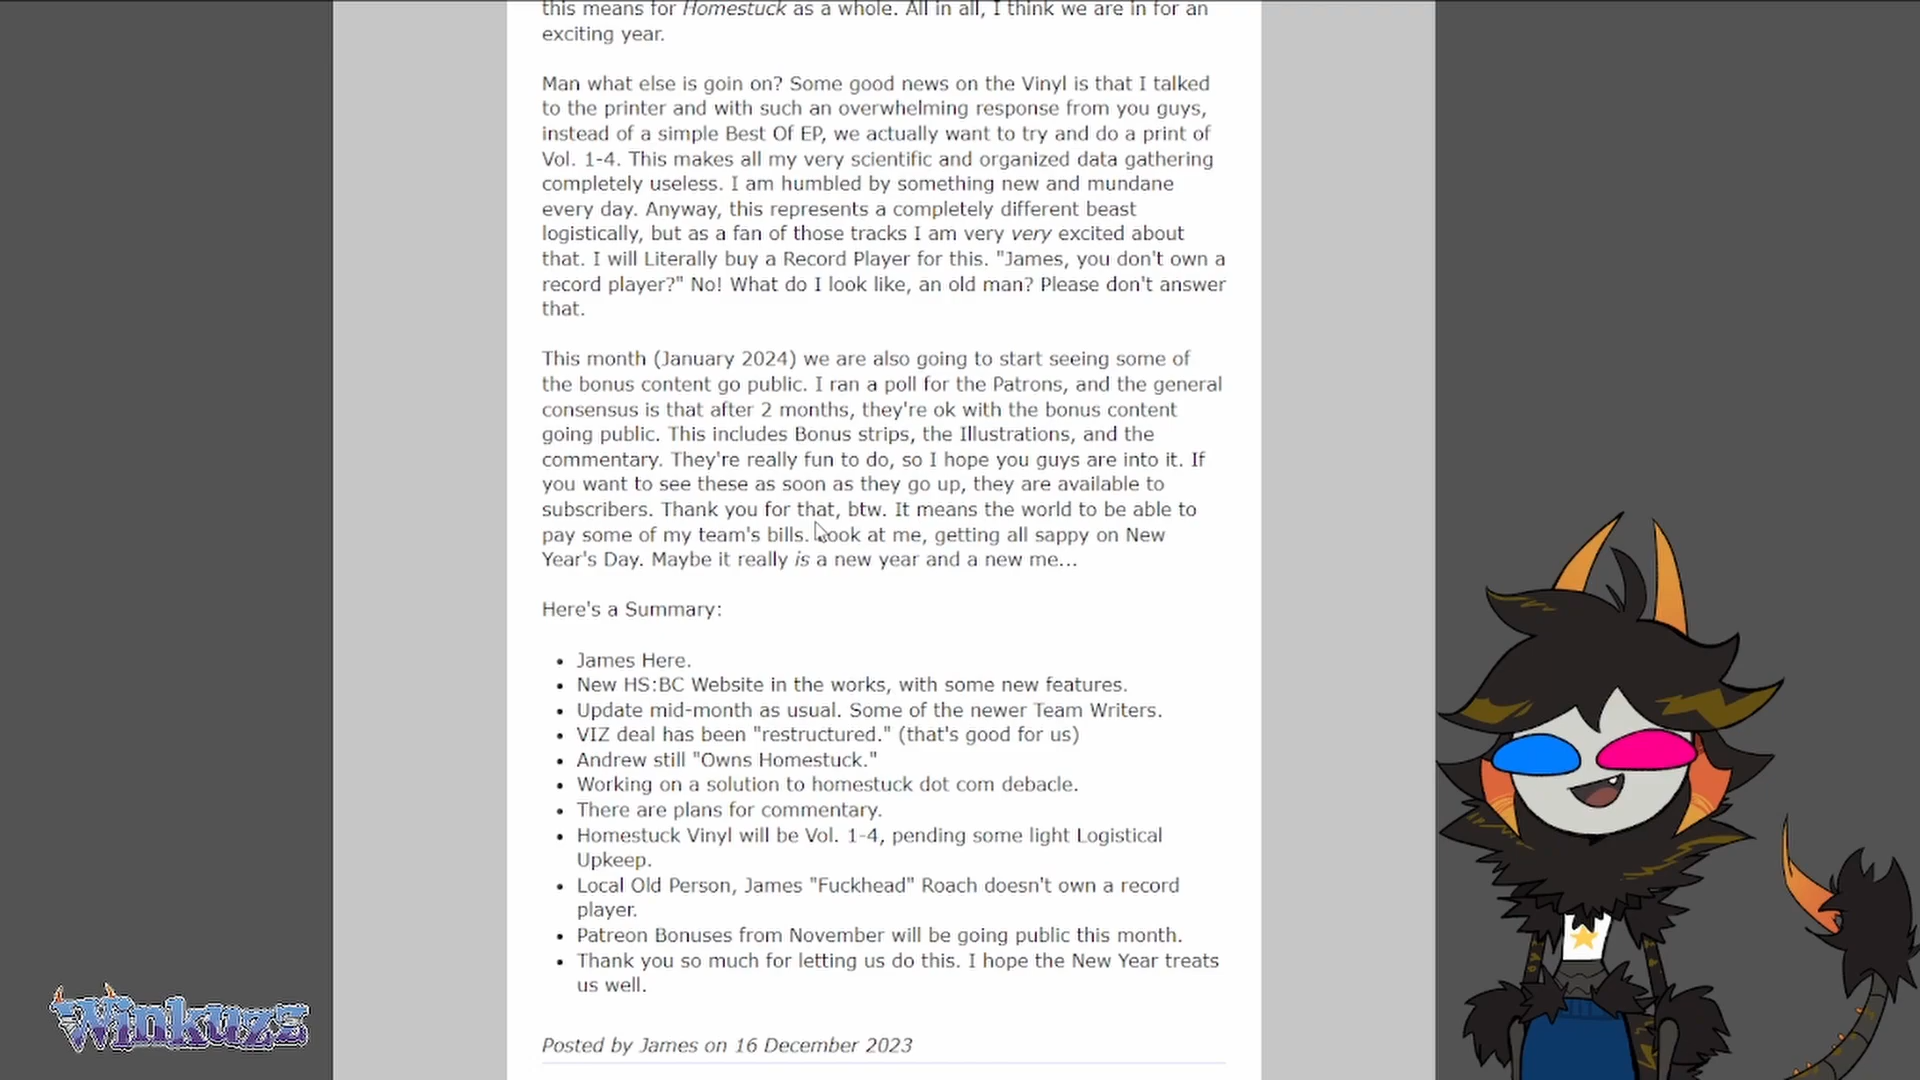 this means for Homestuck as a whole. All in all, I think we are in for an
exciting year.
Man what else is goin on? Some good news on the Vinyl is that I talked
to the printer and with such an overwhelming response from you guys,
instead of a simple Best Of EP, we actually want to try and do a print of
Vol. 1-4. This makes all my very scientific and organized data gathering
completely useless. I am humbled by something new and mundane
every day. Anyway, this represents a completely different beast
logistically, but as a fan of those tracks I am very very excited about
that. I will Literally buy a Record Player for this. "James, you don't own a
record player?" No! What do I look like, an old man? Please don't answer
that.
This month (January 2024) we are also going to start seeing some of
the bonus content go public. I ran a poll for the Patrons, and the general
consensus is that after 2 months, they're ok with the bonus content
going public. This includes Bonus strips, the Illustrations, and the
commentary. They're really fun to do, so I hope you guys are into it. If
you want to see these as soon as they go up, they are available to
subscribers. Thank you for that, btw. It means the world to be able to
pay some of my team's bills. Look at me, getting all sappy on New
Year's Day. Maybe it really is a new year and a new me...
Here's a Summary:
• James Here.
• New HS:BC Website in the works, with some new features.
• Update mid-month as usual. Some of the newer Team Writers.
• VIZ deal has been "restructured." (that's good for us)
• Andrew still "Owns Homestuck."
• Working on a solution to homestuck dot com debacle.
• There are plans for commentary.
• Homestuck Vinyl will be Vol. 1-4, pending some light Logistical
Upkeep.
• Local Old Person, James "Fuckhead" Roach doesn't own a record
player.
• Patreon Bonuses from November will be going public this month.
• Thank you so much for letting us do this. I hope the New Year treats
us well.
Posted by James on 16 December 2023
Winkuzz